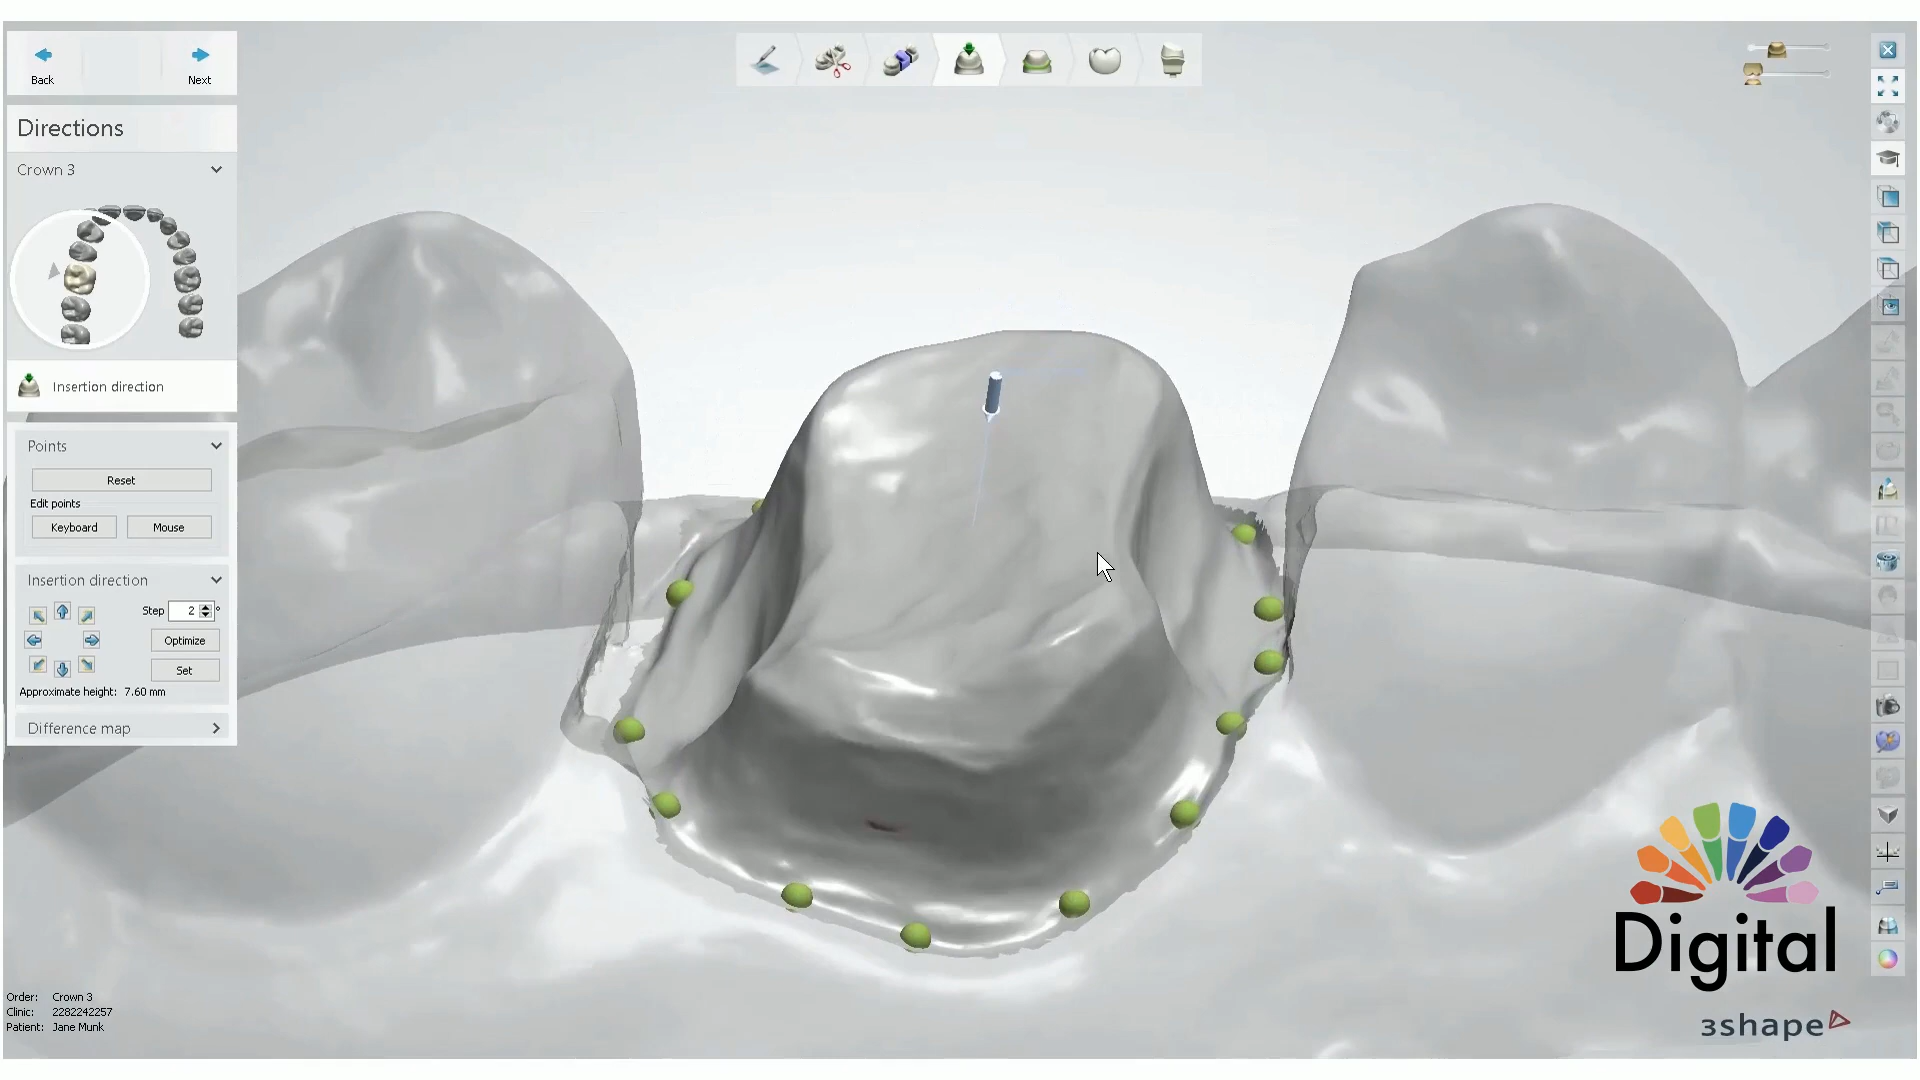 Back
Next
Directions
Crown 3
Insertion direction
Points
Reset
Edit points
Keyboard
Mouse
Insertion direction
Step 2 °
Optimize
Set
Approximate height: 7.60 mm
Difference map
Order: Crown 3
Clinic: 2282242257
Patient: Jane Munk
Digital
3shape